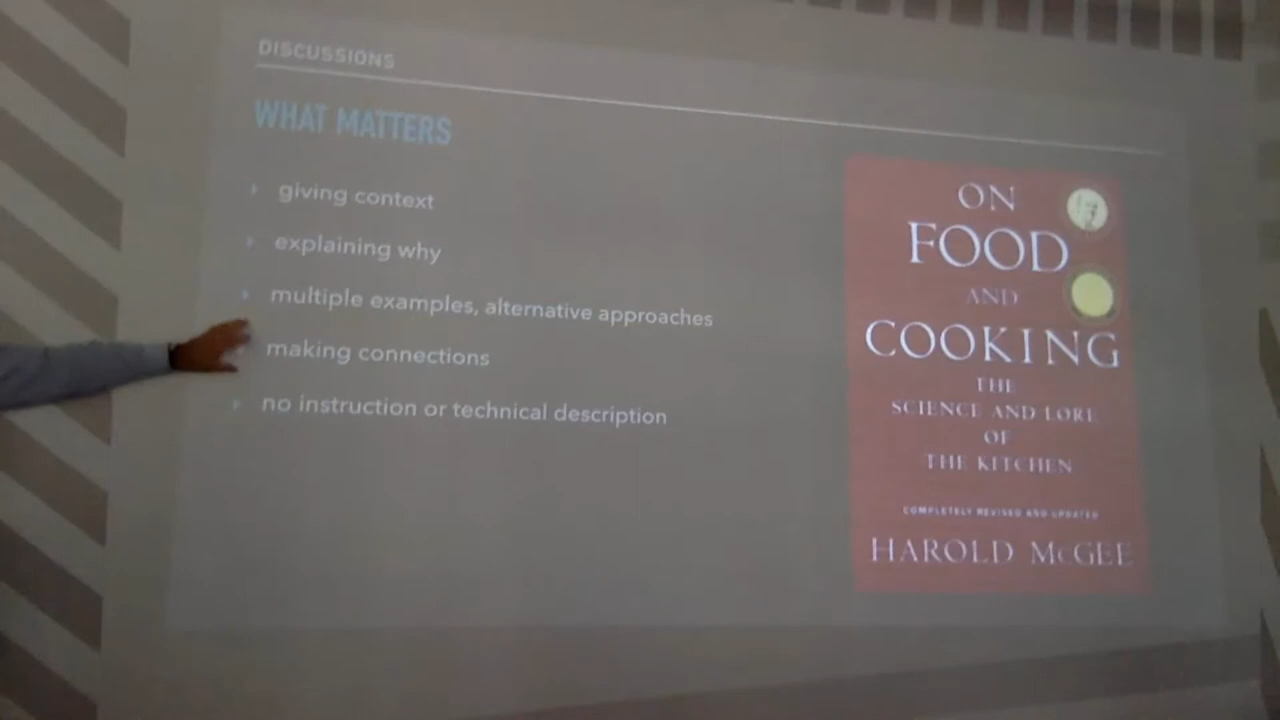 DISCUSSIONS
WHAT MATTERS
giving context
explaining why
multiple examples, alternative approaches
making connections
no instruction or technical description
ON
FOOD
AND
COOKING
THE
SCIENCE AND LORE
OF
THE KITCHEN
COMPLETELY REVISED AND UPDATED
HAROLD McGEE